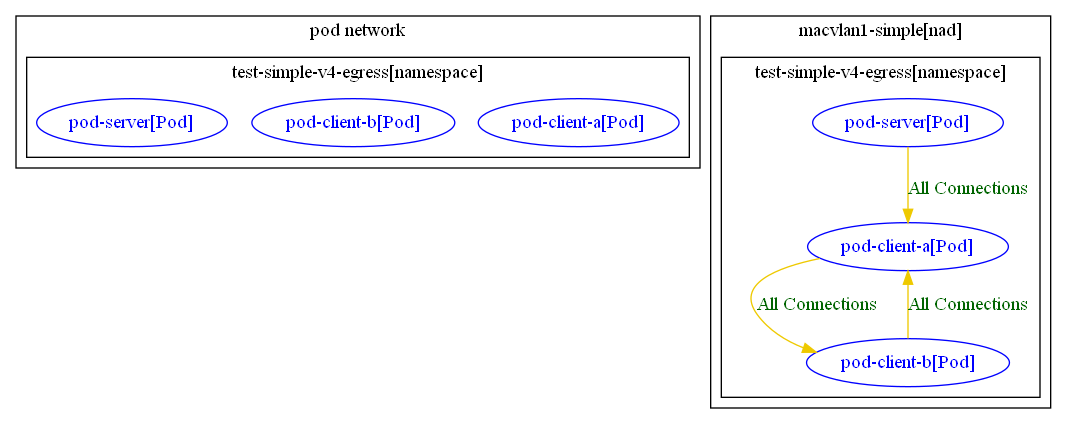 pod network
test-simple-v4-egress[namespace]
pod-server[Pod]
pod-client-b[Pod]
pod-client-a[Pod]
macvlan1-simple[nad]
test-simple-v4-egress[namespace]
pod-server[Pod]
All Connections
pod-client-a[Pod]
All Connections
All Connections
pod-client-b[Pod]